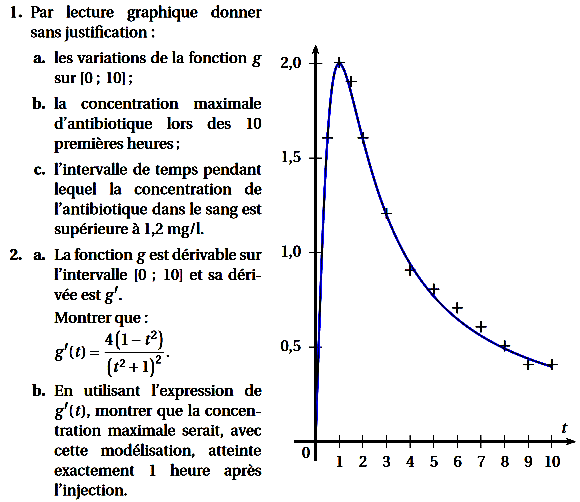 1. Par lecture graphique donner
sans justification :
a. les variations de la fonction g
sur [0 ; 10] ;
b. la concentration maximale
d'antibiotique lors des 10
premières heures ;
c. l'intervalle de temps pendant
lequel la concentration de
l'antibiotique dans le sang est
supérieure à 1,2 mg/l.
2. a. La fonction g est dérivable sur
l'intervalle [0 ; 10] et sa déri-
vée est g′.
Montrer que :
g′(t) = 4(1 − t²) / (t² + 1)².
b. En utilisant l'expression de
g′(t), montrer que la concen-
tration maximale serait, avec
cette modélisation, atteinte
exactement 1 heure après
l'injection.
2,0
1,5
1,0
0,5
t
0 1 2 3 4 5 6 7 8 9 10